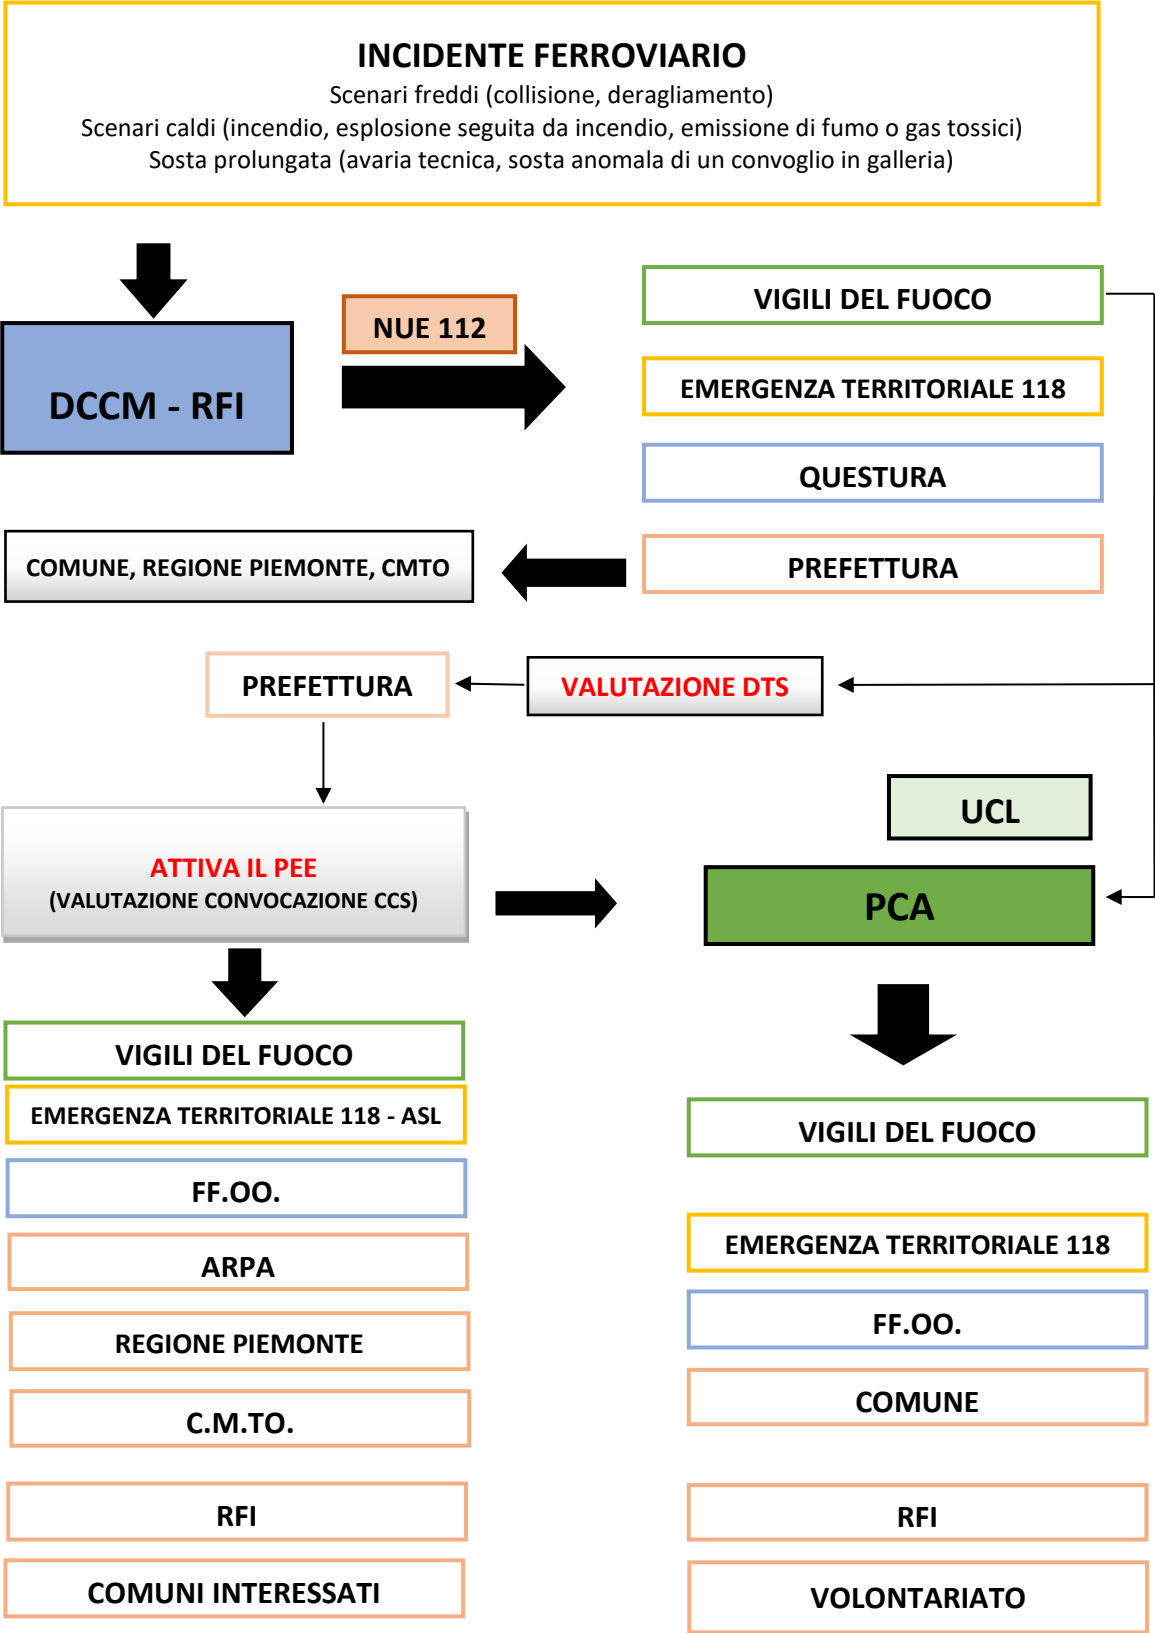 INCIDENTE FERROVIARIO
Scenari freddi (collisione, deragliamento)
Scenari caldi (incendio, esplosione seguita da incendio, emissione di fumo o gas tossici)
Sosta prolungata (avaria tecnica, sosta anomala di un convoglio in galleria)
DCCM - RFI
NUE 112
VIGILI DEL FUOCO
EMERGENZA TERRITORIALE 118
QUESTURA
PREFETTURA
COMUNE, REGIONE PIEMONTE, CMTO
VALUTAZIONE DTS
PREFETTURA
ATTIVA IL PEE
(VALUTAZIONE CONVOCAZIONE CCS)
UCL
PCA
VIGILI DEL FUOCO
EMERGENZA TERRITORIALE 118 - ASL
FF.OO.
ARPA
REGIONE PIEMONTE
C.M.TO.
RFI
COMUNI INTERESSATI
VIGILI DEL FUOCO
EMERGENZA TERRITORIALE 118
FF.OO.
COMUNE
RFI
VOLONTARIATO